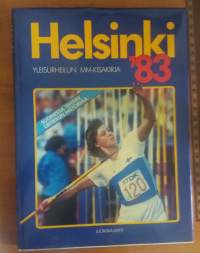 Helsinki
'83
YLEISURHEILUN MM-KISAKIRJA
TDK
120